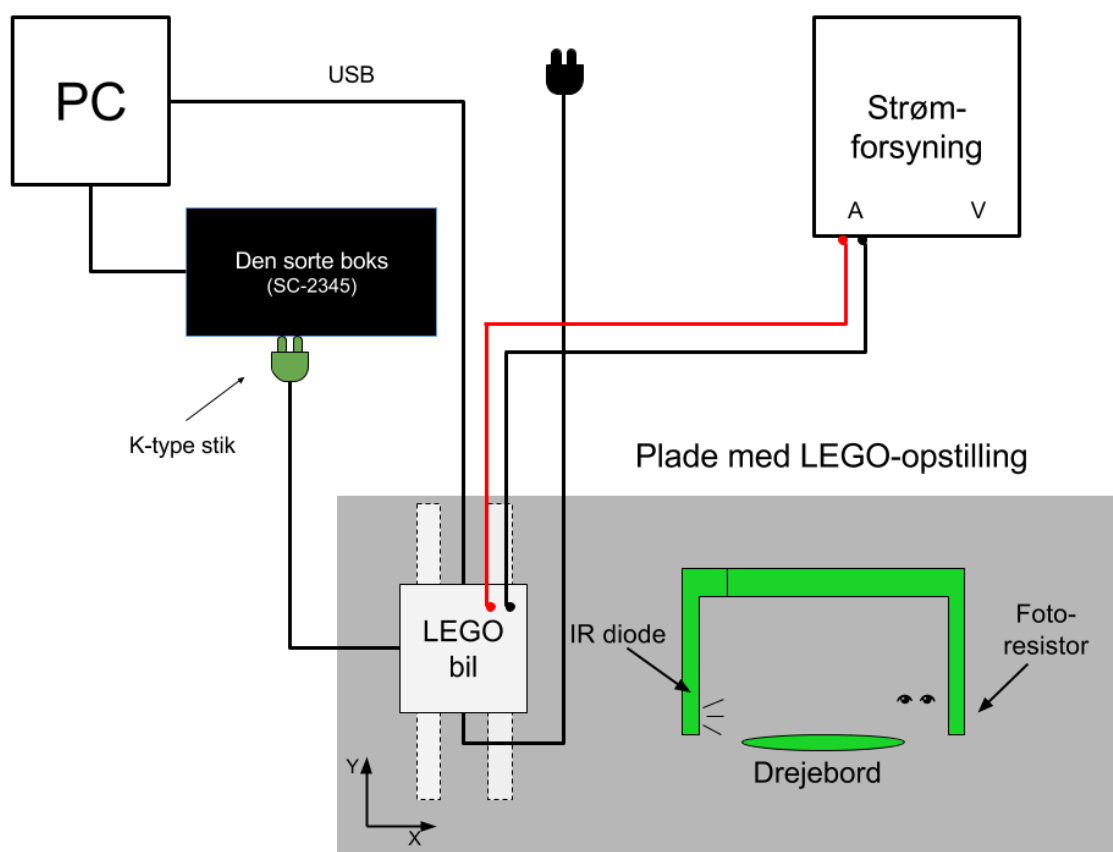 PC
USB
Strøm-
forsyning
A
V
Den sorte boks
(SC-2345)
K-type stik
Plade med LEGO-opstilling
LEGO
bil
IR diode
Foto-
resistor
Drejebord
Y
X